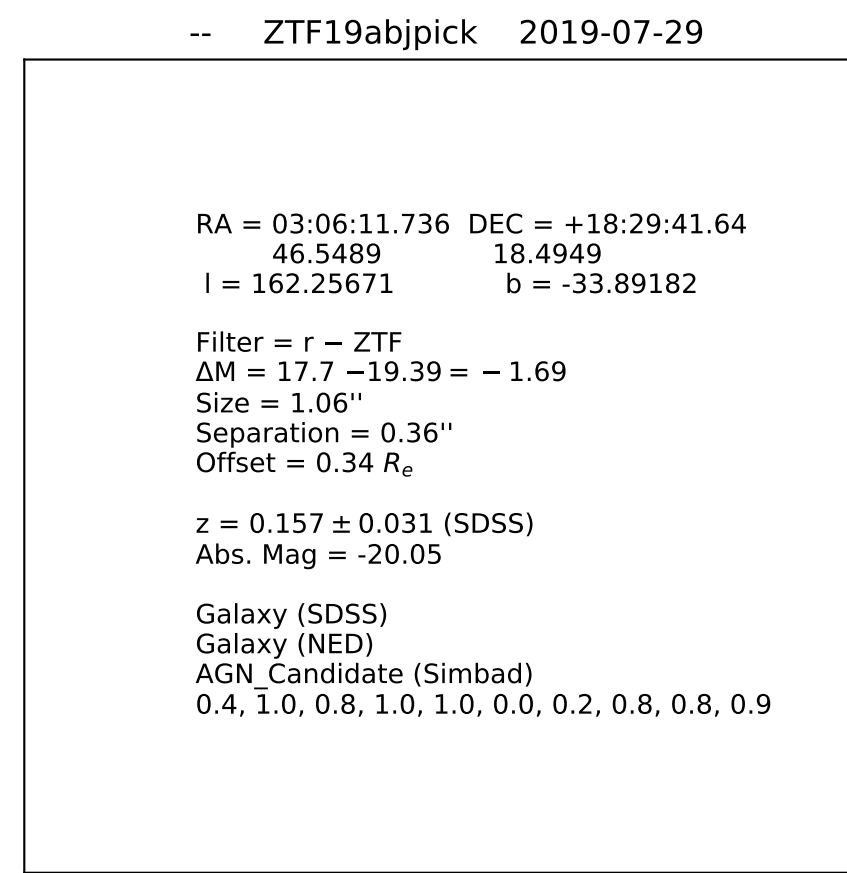 -- ZTF19abjpick 2019-07-29
RA = 03:06:11.736 DEC = +18:29:41.64
46.5489 18.4949
l = 162.25671 b = -33.89182
Filter = r − ZTF
ΔM = 17.7 −19.39 = − 1.69
Size = 1.06''
Separation = 0.36''
Offset = 0.34 Re
z = 0.157 ± 0.031 (SDSS)
Abs. Mag = -20.05
Galaxy (SDSS)
Galaxy (NED)
AGN_Candidate (Simbad)
0.4, 1.0, 0.8, 1.0, 1.0, 0.0, 0.2, 0.8, 0.8, 0.9